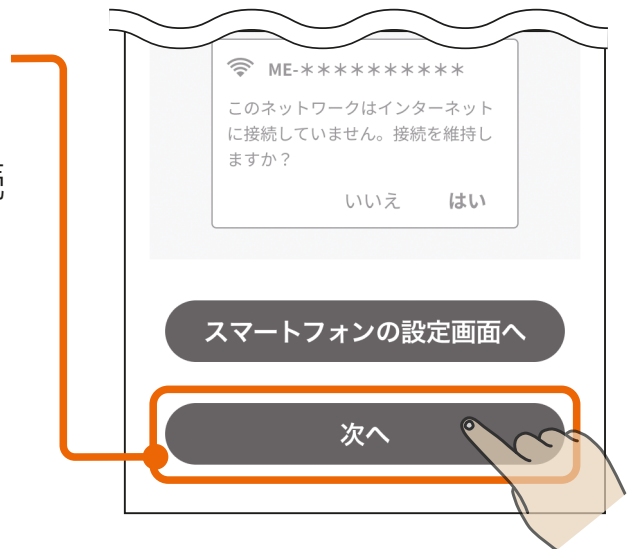 ME-**********
このネットワークはインターネット
に接続していません。接続を維持し
ますか?
いいえ はい
スマートフォンの設定画面へ
次へ